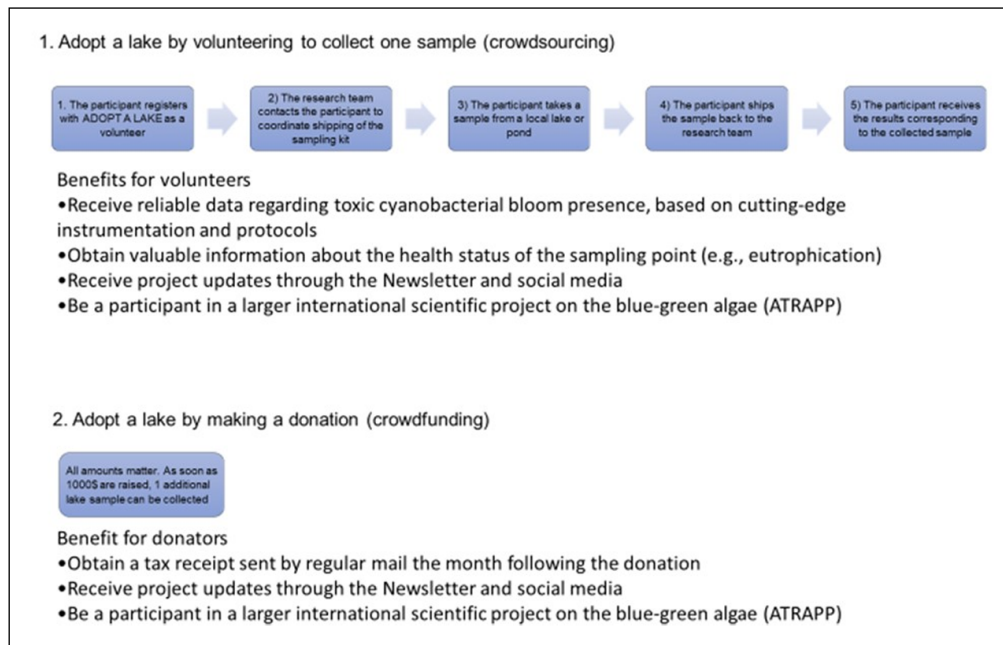 1. Adopt a lake by volunteering to collect one sample (crowdsourcing)
1. The participant registers
with ADOPT A LAKE as a
volunteer
2) The research team
contacts the participant to
coordinate shipping of the
sampling kit
3) The participant takes a
sample from a local lake or
pond
4) The participant ships
the sample back to the
research team
5) The participant receives
the results corresponding
to the collected sample
Benefits for volunteers
•Receive reliable data regarding toxic cyanobacterial bloom presence, based on cutting-edge
instrumentation and protocols
•Obtain valuable information about the health status of the sampling point (e.g., eutrophication)
•Receive project updates through the Newsletter and social media
•Be a participant in a larger international scientific project on the blue-green algae (ATRAPP)
2. Adopt a lake by making a donation (crowdfunding)
All amounts matter. As soon as
1000$ are raised, 1 additional
lake sample can be collected
Benefit for donators
•Obtain a tax receipt sent by regular mail the month following the donation
•Receive project updates through the Newsletter and social media
•Be a participant in a larger international scientific project on the blue-green algae (ATRAPP)